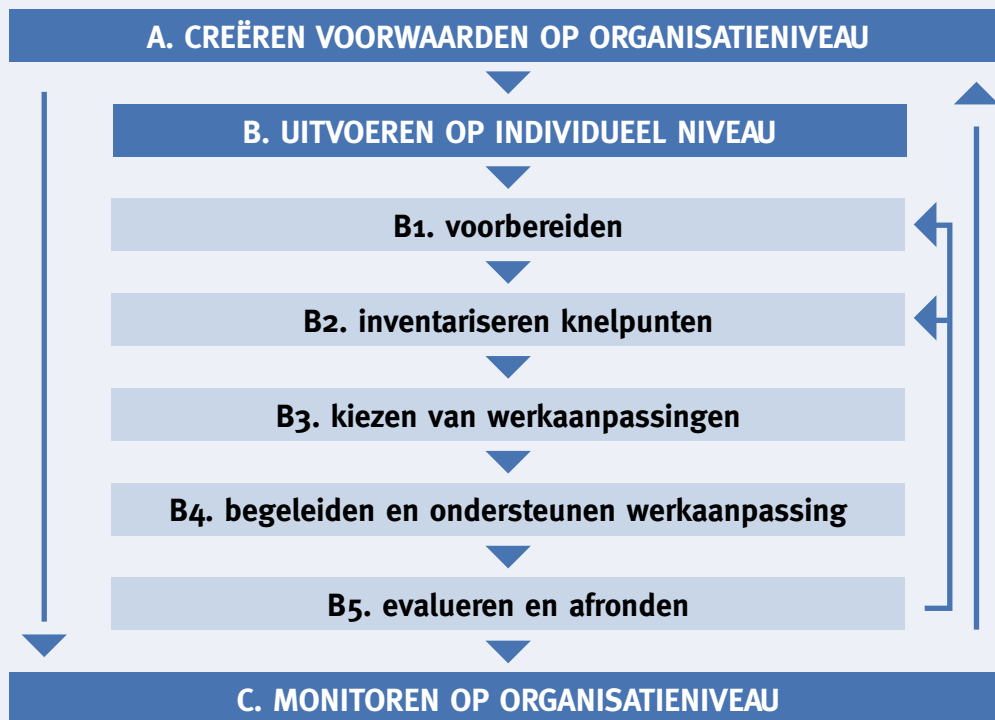 A. CREËREN VOORWAARDEN OP ORGANISATIENIVEAU
B. UITVOEREN OP INDIVIDUEEL NIVEAU
B1. voorbereiden
B2. inventariseren knelpunten
B3. kiezen van werkaanpassingen
B4. begeleiden en ondersteunen werkaanpassing
B5. evalueren en afronden
C. MONITOREN OP ORGANISATIENIVEAU